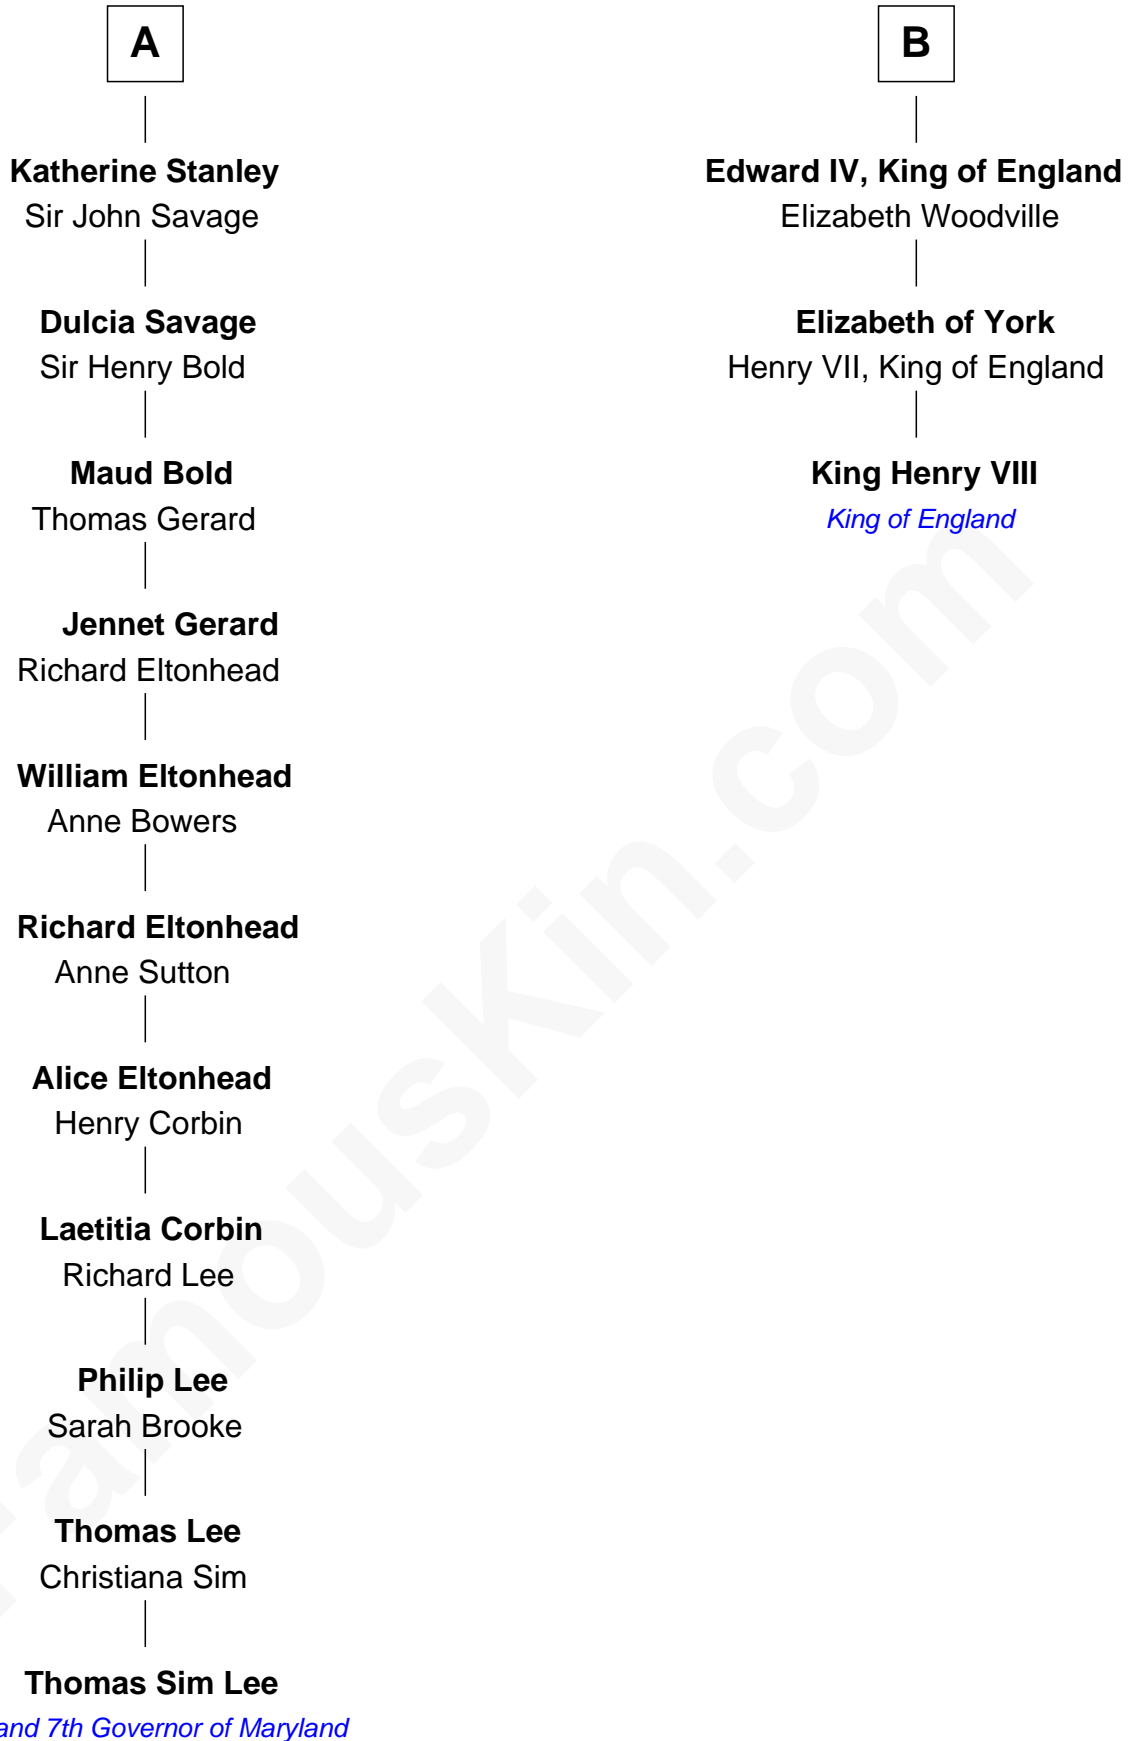 A
Katherine Stanley
Sir John Savage
Dulcia Savage
Sir Henry Bold
Maud Bold
Thomas Gerard
Jennet Gerard
Richard Eltonhead
William Eltonhead
Anne Bowers
Richard Eltonhead
Anne Sutton
Alice Eltonhead
Henry Corbin
Laetitia Corbin
Richard Lee
Philip Lee
Sarah Brooke
Thomas Lee
Christiana Sim
Thomas Sim Lee
and 7th Governor of Maryland
B
Edward IV, King of England
Elizabeth Woodville
Elizabeth of York
Henry VII, King of England
King Henry VIII
King of England
FamousKin.com